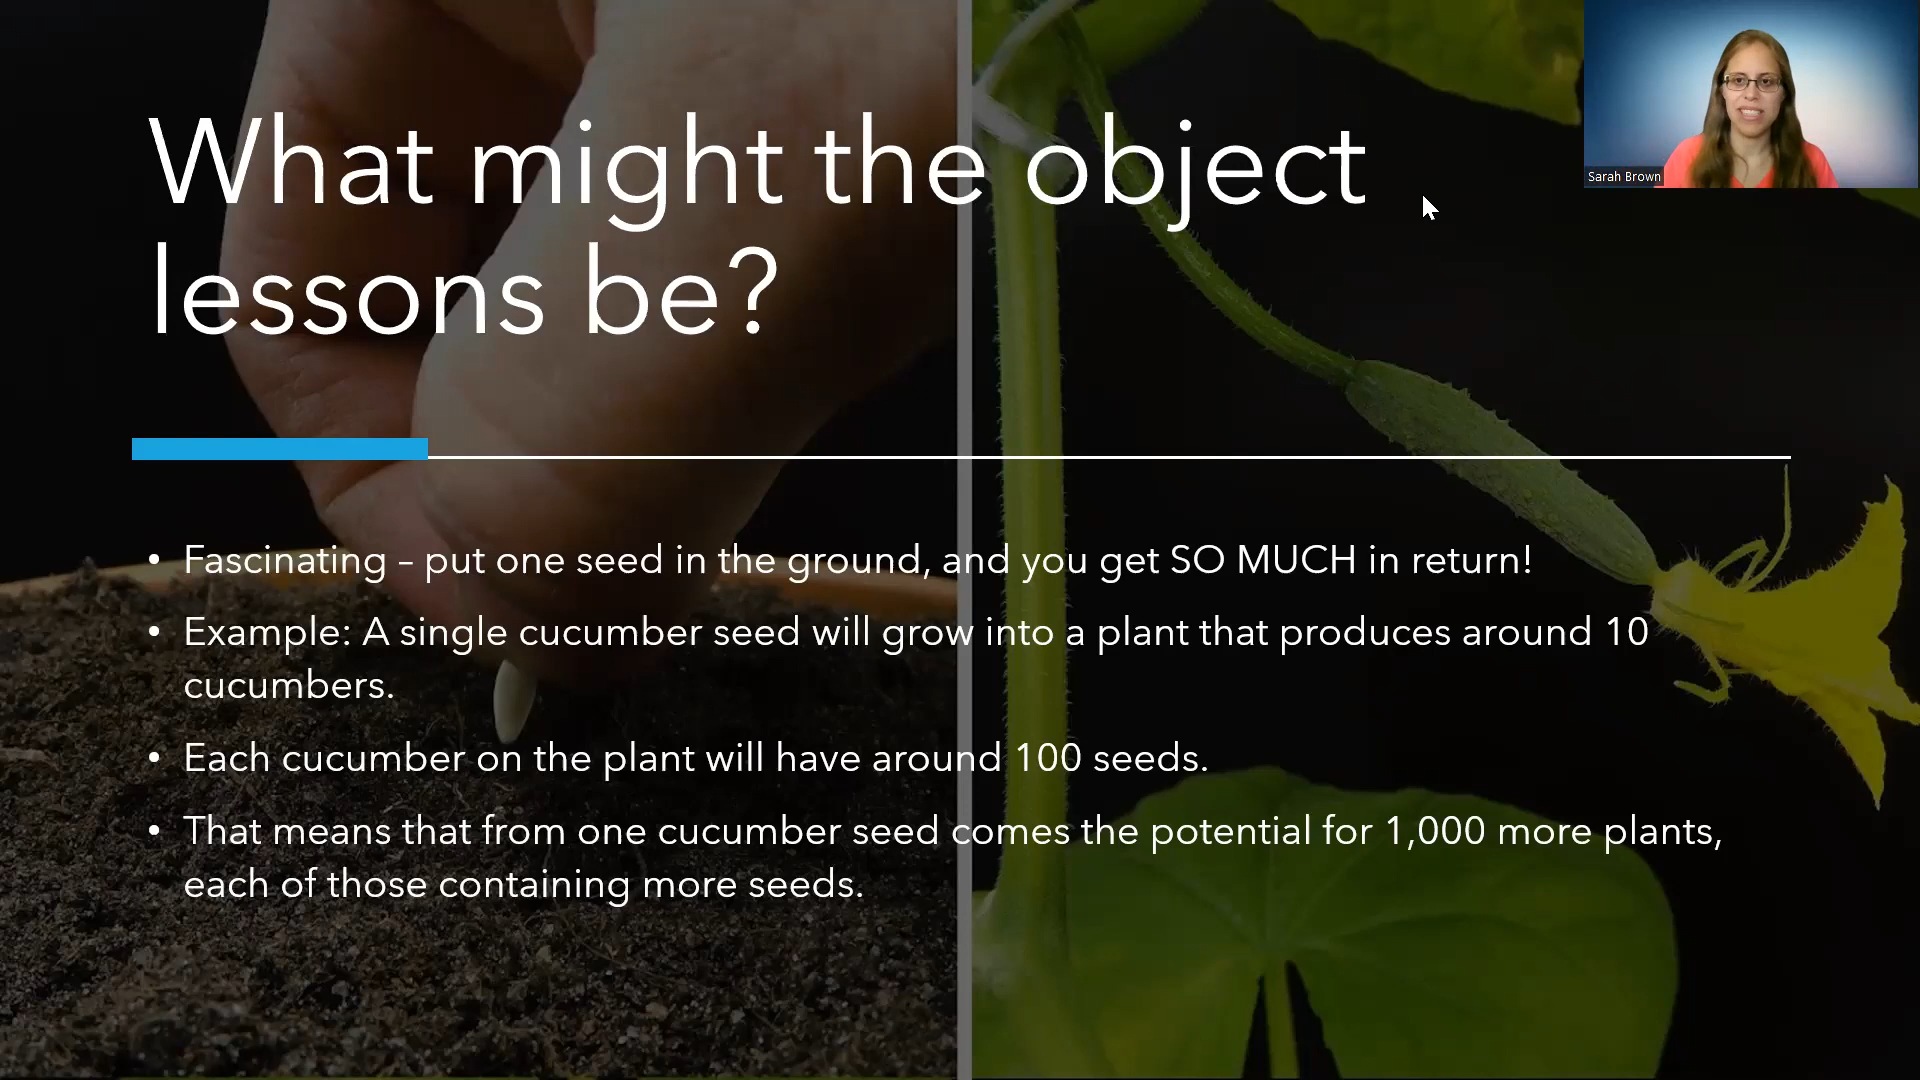 What might the object
lessons be?
Sarah Brown
• Fascinating – put one seed in the ground, and you get SO MUCH in return!
• Example: A single cucumber seed will grow into a plant that produces around 10
cucumbers.
• Each cucumber on the plant will have around 100 seeds.
• That means that from one cucumber seed comes the potential for 1,000 more plants,
each of those containing more seeds.